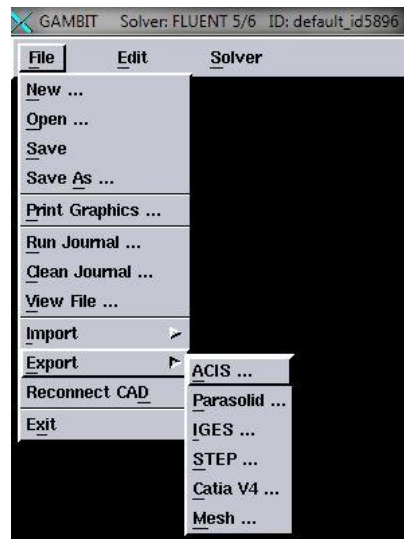 GAMBIT Solver: FLUENT 5/6 ID: default_id5896
File Edit Solver
New ...
Open ...
Save
Save As ...
Print Graphics ...
Run Journal ...
Clean Journal ...
View File ...
Import
Export
ACIS ...
Reconnect CAD
Parasolid ...
Exit
IGES ...
STEP ...
Catia V4 ...
Mesh ...